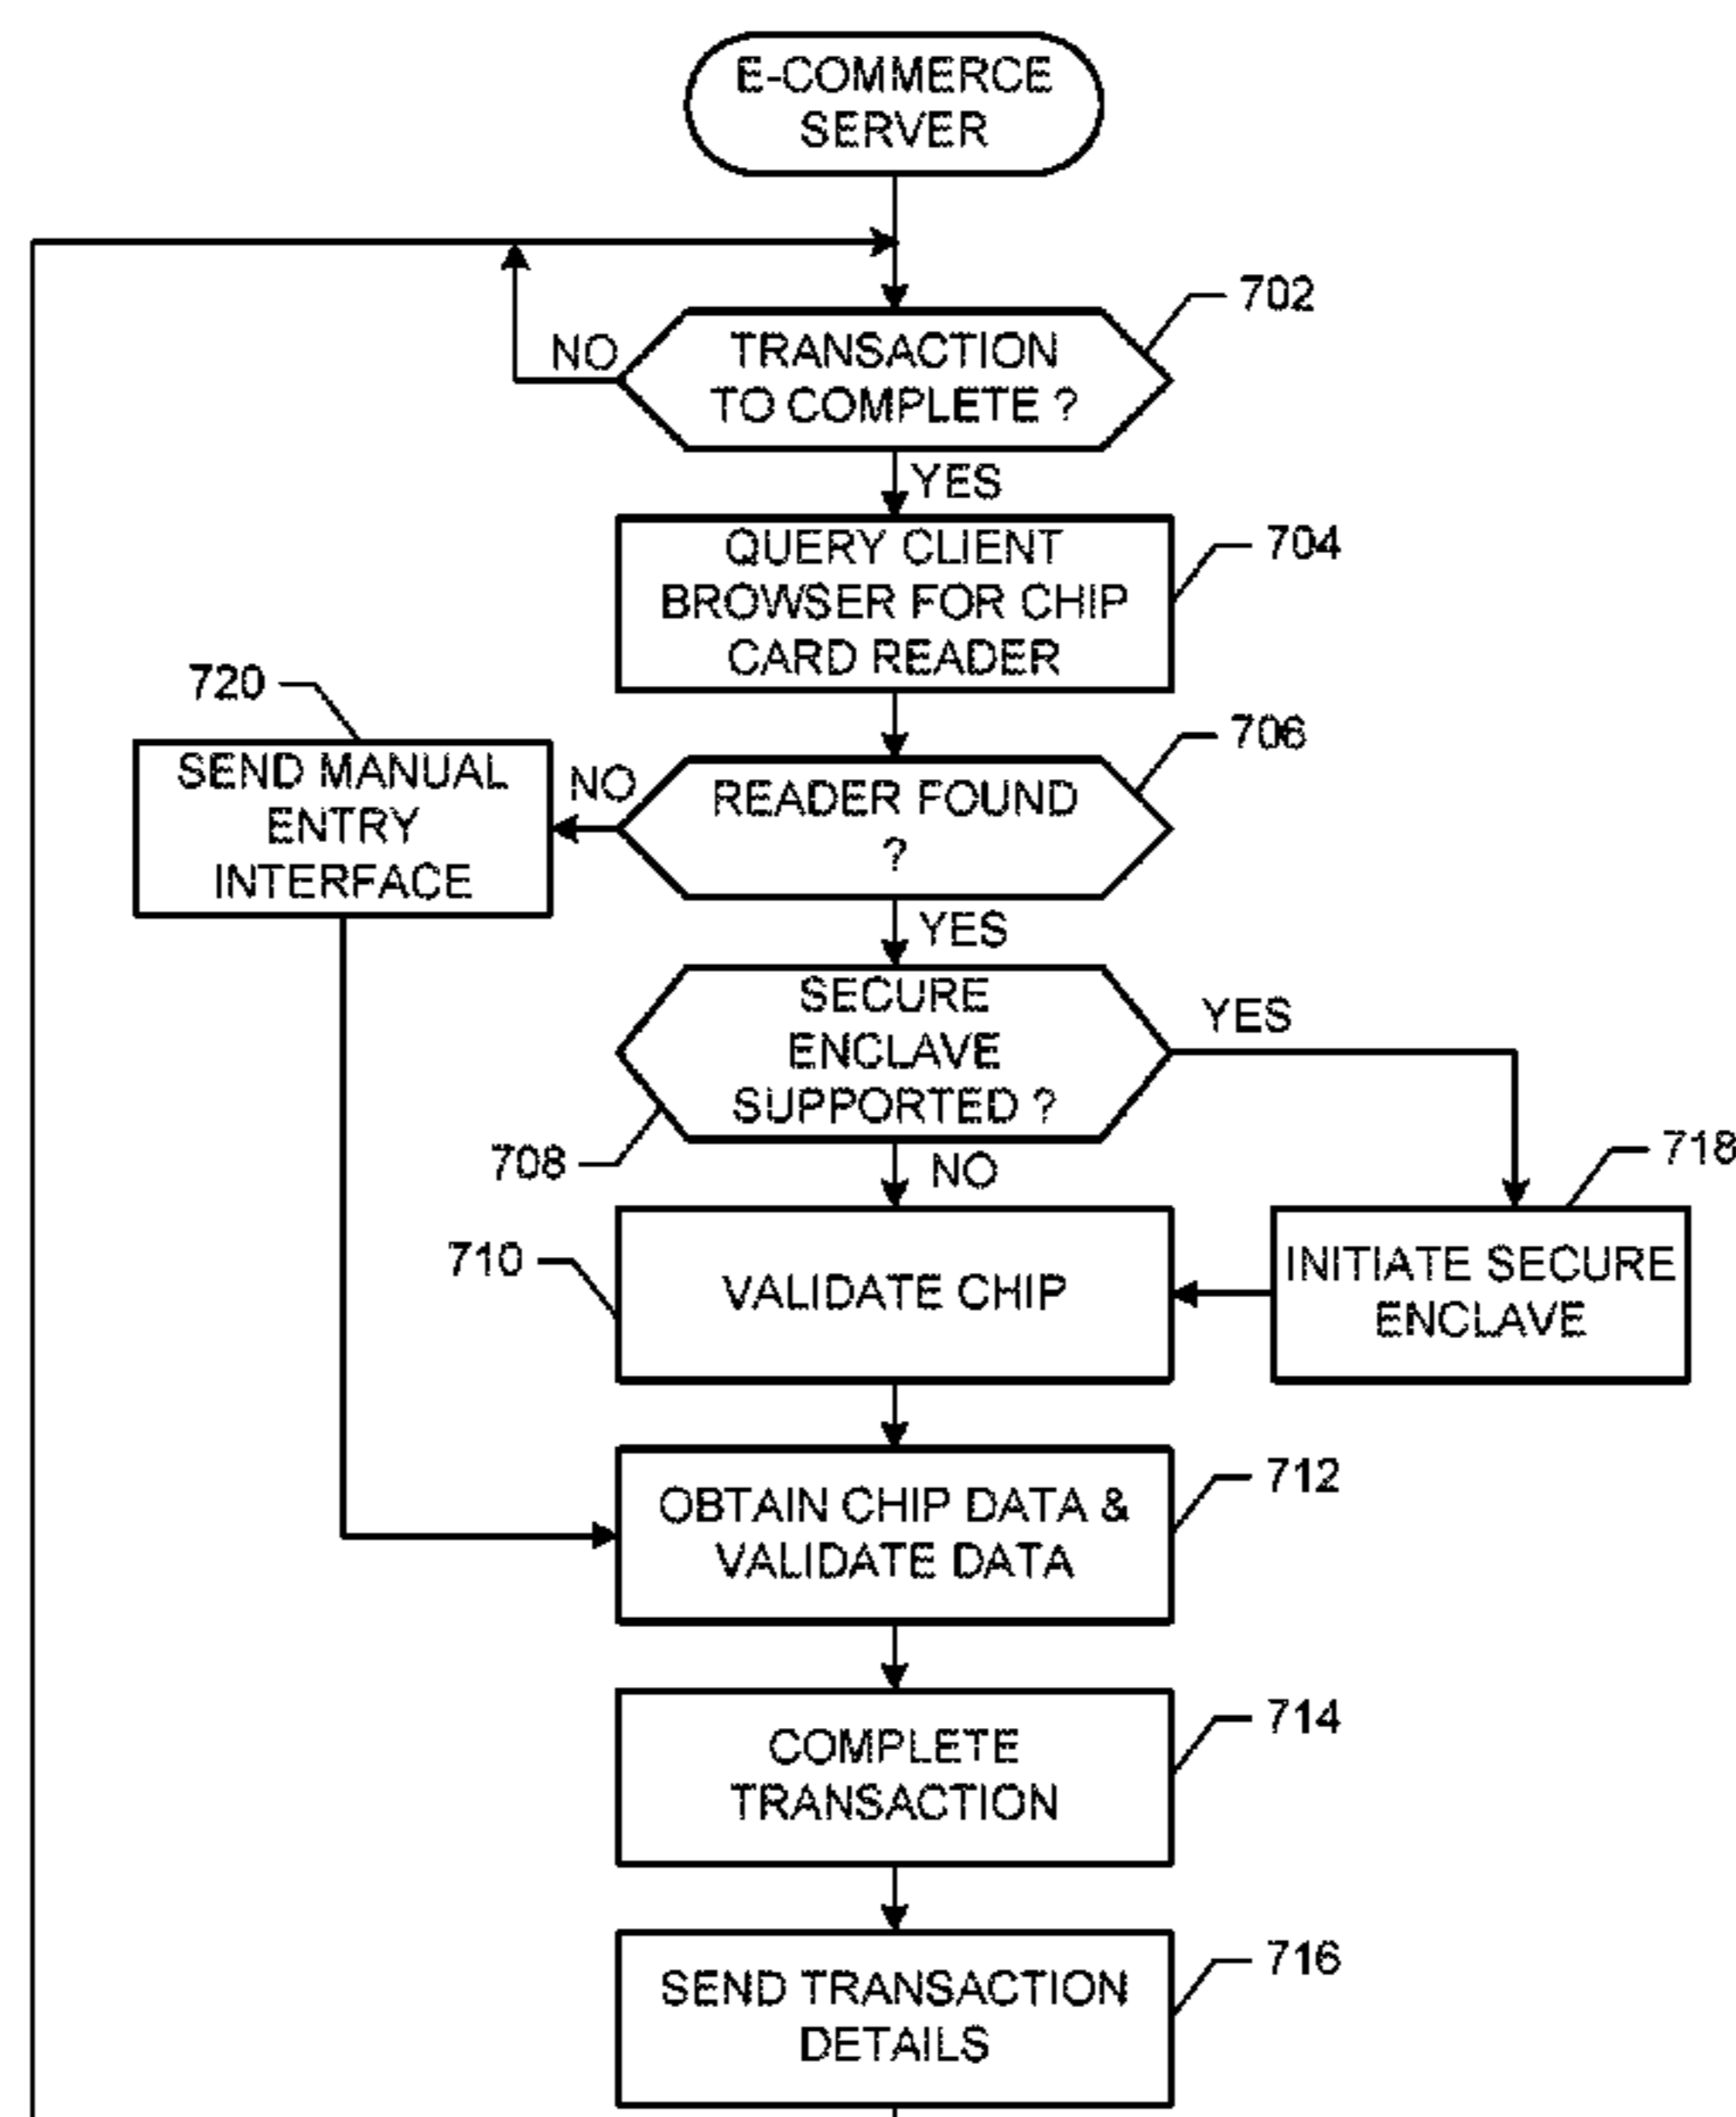 E-COMMERCE
SERVER
702
NO
TRANSACTION
TO COMPLETE ?
YES
QUERY CLIENT
BROWSER FOR CHIP
CARD READER
704
720
SEND MANUAL
ENTRY
INTERFACE
NO
READER FOUND
?
706
YES
SECURE
ENCLAVE
SUPPORTED ?
708
YES
NO
718
710
VALIDATE CHIP
INITIATE SECURE
ENCLAVE
OBTAIN CHIP DATA &
VALIDATE DATA
712
COMPLETE
TRANSACTION
714
SEND TRANSACTION
DETAILS
716